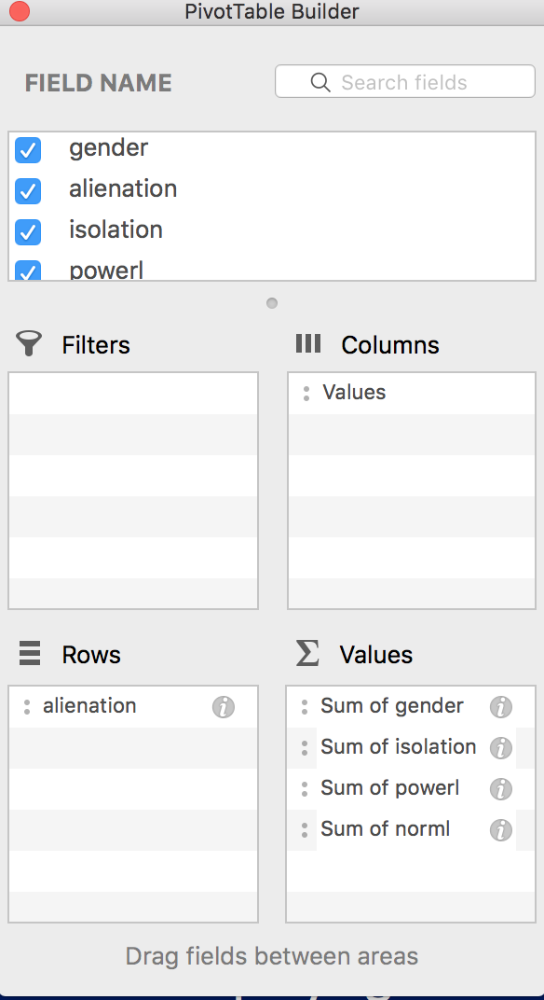 PivotTable Builder
FIELD NAME
Search fields
gender
alienation
isolation
powerl
Filters
Columns
Values
Rows
Values
alienation
Sum of gender
Sum of isolation
Sum of powerl
Sum of norml
Drag fields between areas